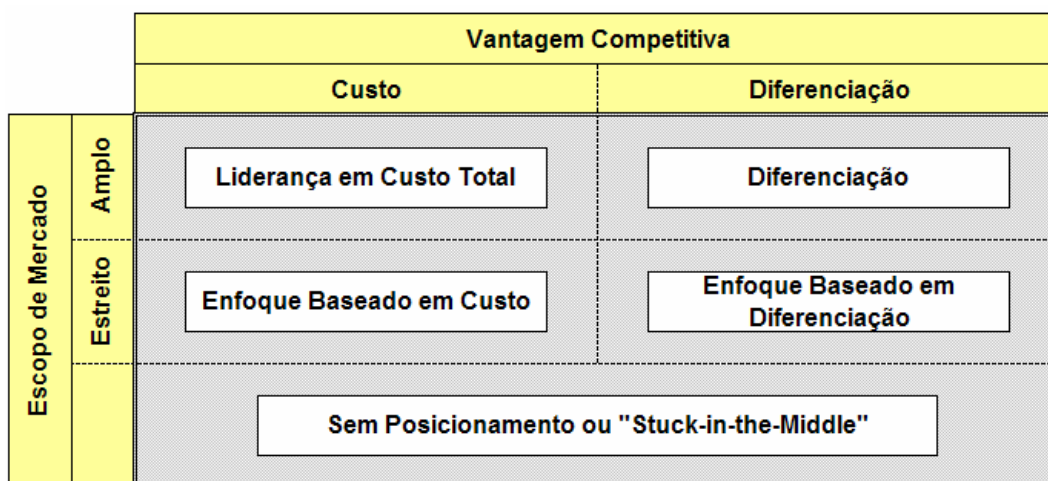 Vantagem Competitiva
Custo
Diferenciação
Escopo de Mercado
Amplo
Liderança em Custo Total
Diferenciação
Estreito
Enfoque Baseado em Custo
Enfoque Baseado em
Diferenciação
Sem Posicionamento ou "Stuck-in-the-Middle"